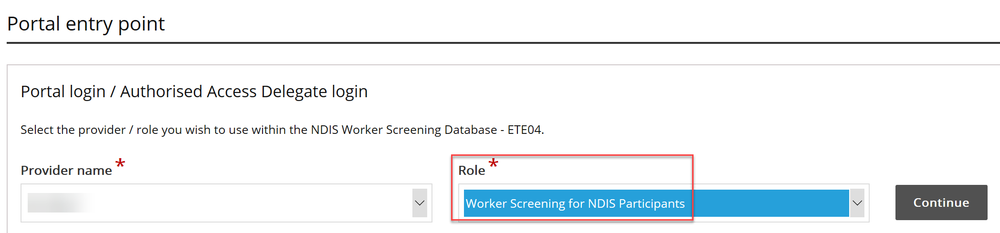 Portal entry point
Portal login / Authorised Access Delegate login
Select the provider / role you wish to use within the NDIS Worker Screening Database - ETE04.
Provider name *
Role *
Worker Screening for NDIS Participants
Continue